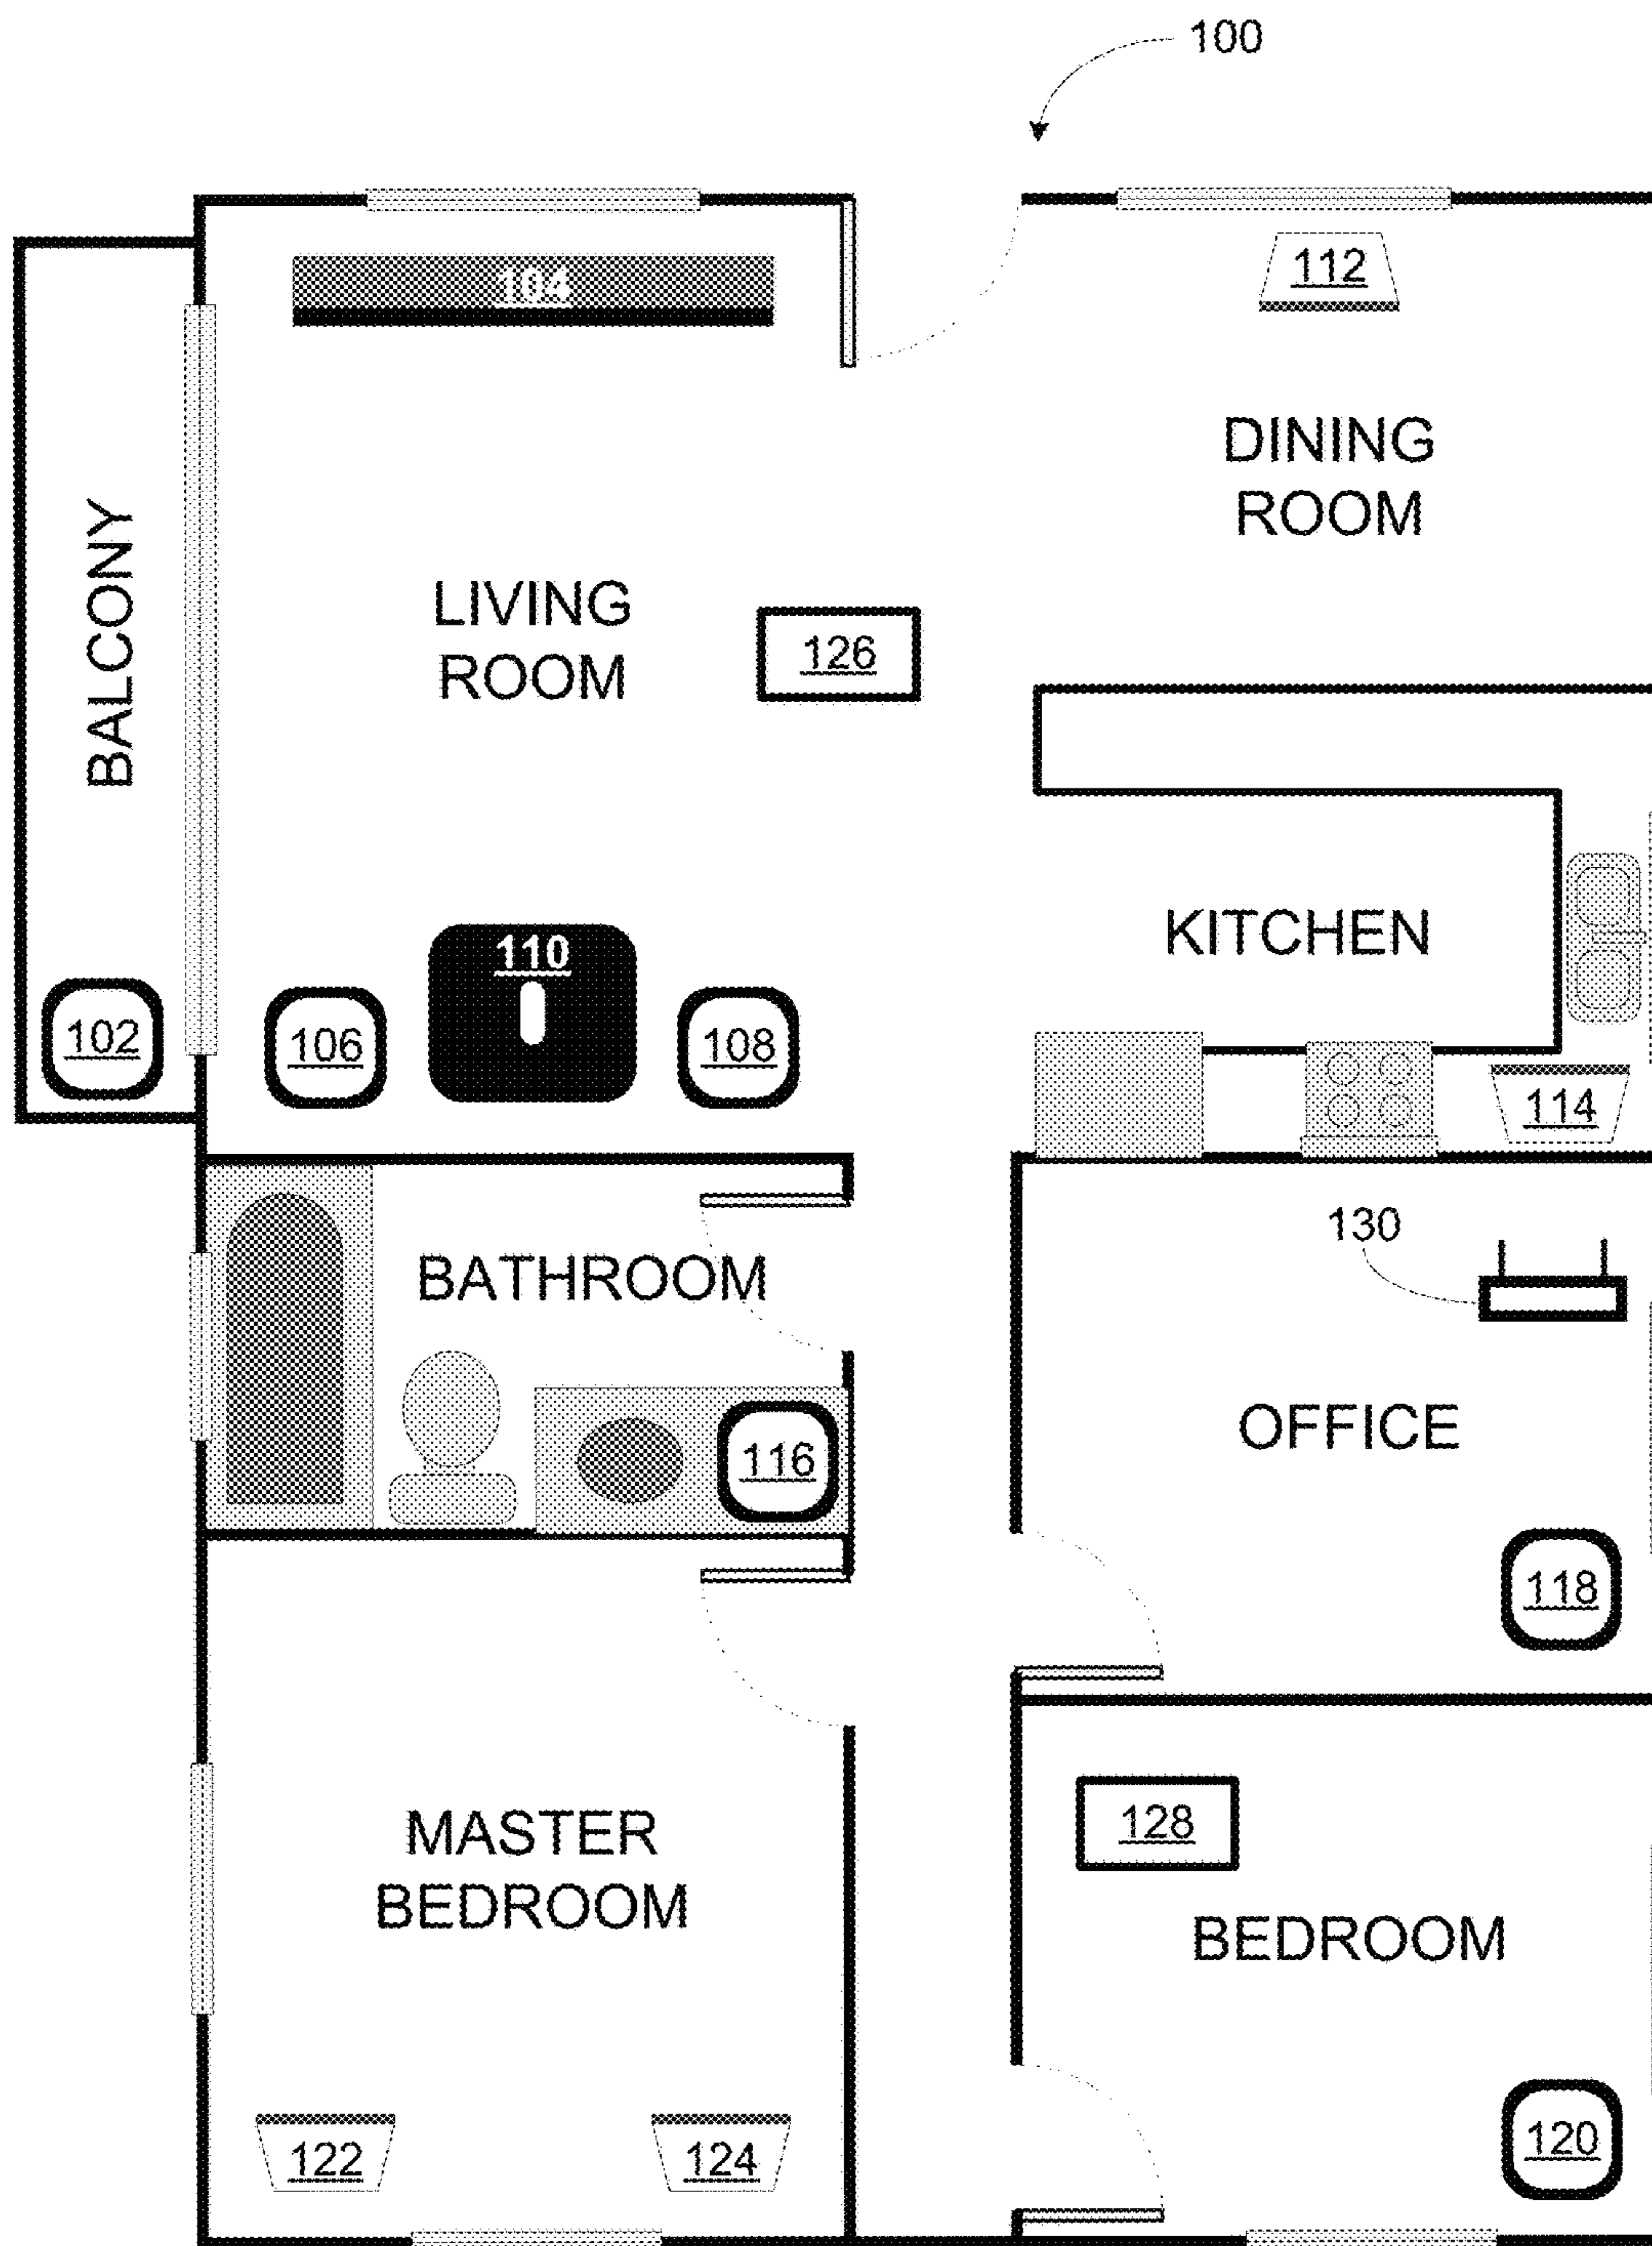 100
104
112
DINING
ROOM
BALCONY
LIVING
ROOM
126
KITCHEN
110
102
106
108
114
130
BATHROOM
OFFICE
116
118
128
MASTER
BEDROOM
BEDROOM
122
124
120